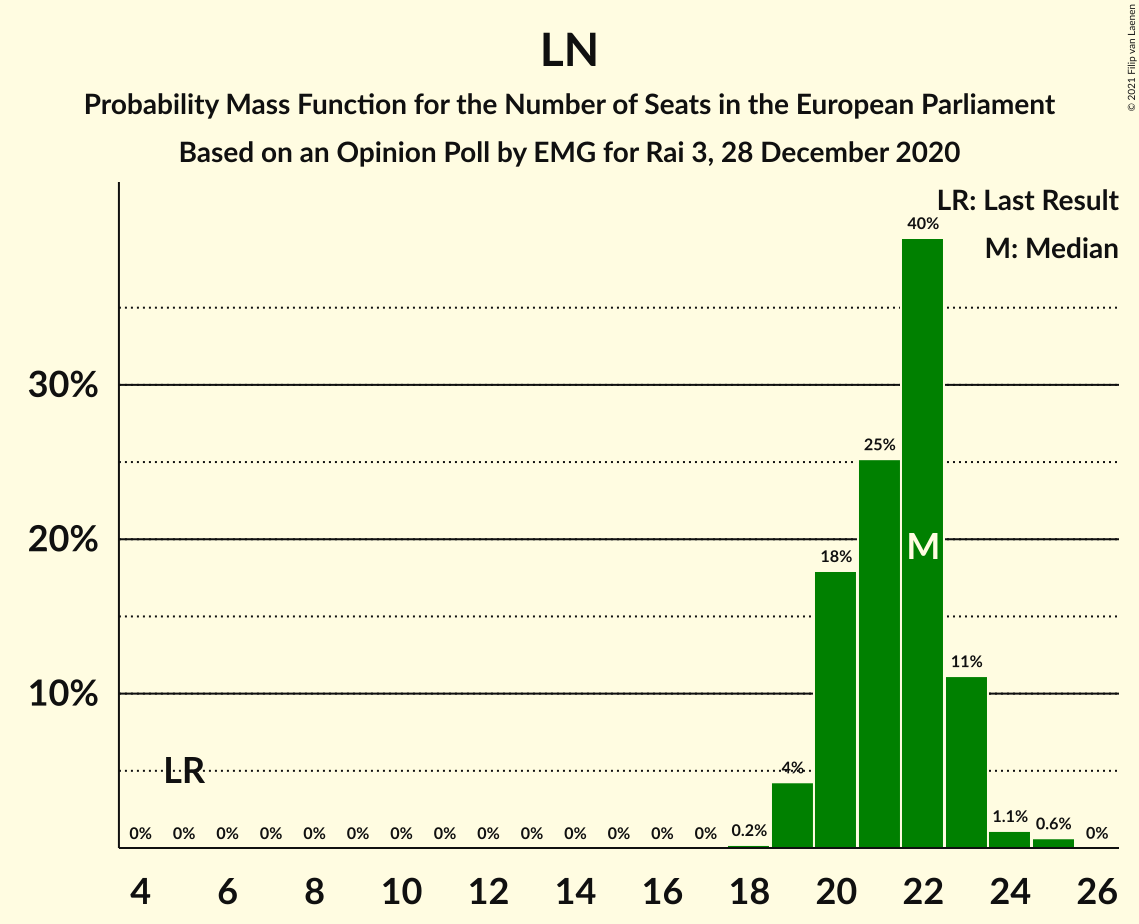 LN
Probability Mass Function for the Number of Seats in the European Parliament
Based on an Opinion Poll by EMG for Rai 3, 28 December 2020
© 2021 Filip van Laenen
LR: Last Result
M: Median
40%
30%
25%
20%
18%
M
11%
10%
LR
4%
0% 0% 0% 0% 0% 0% 0% 0% 0% 0% 0% 0% 0% 0% 0.2% 1.1% 0.6% 0%
4 6 8 10 12 14 16 18 20 22 24 26